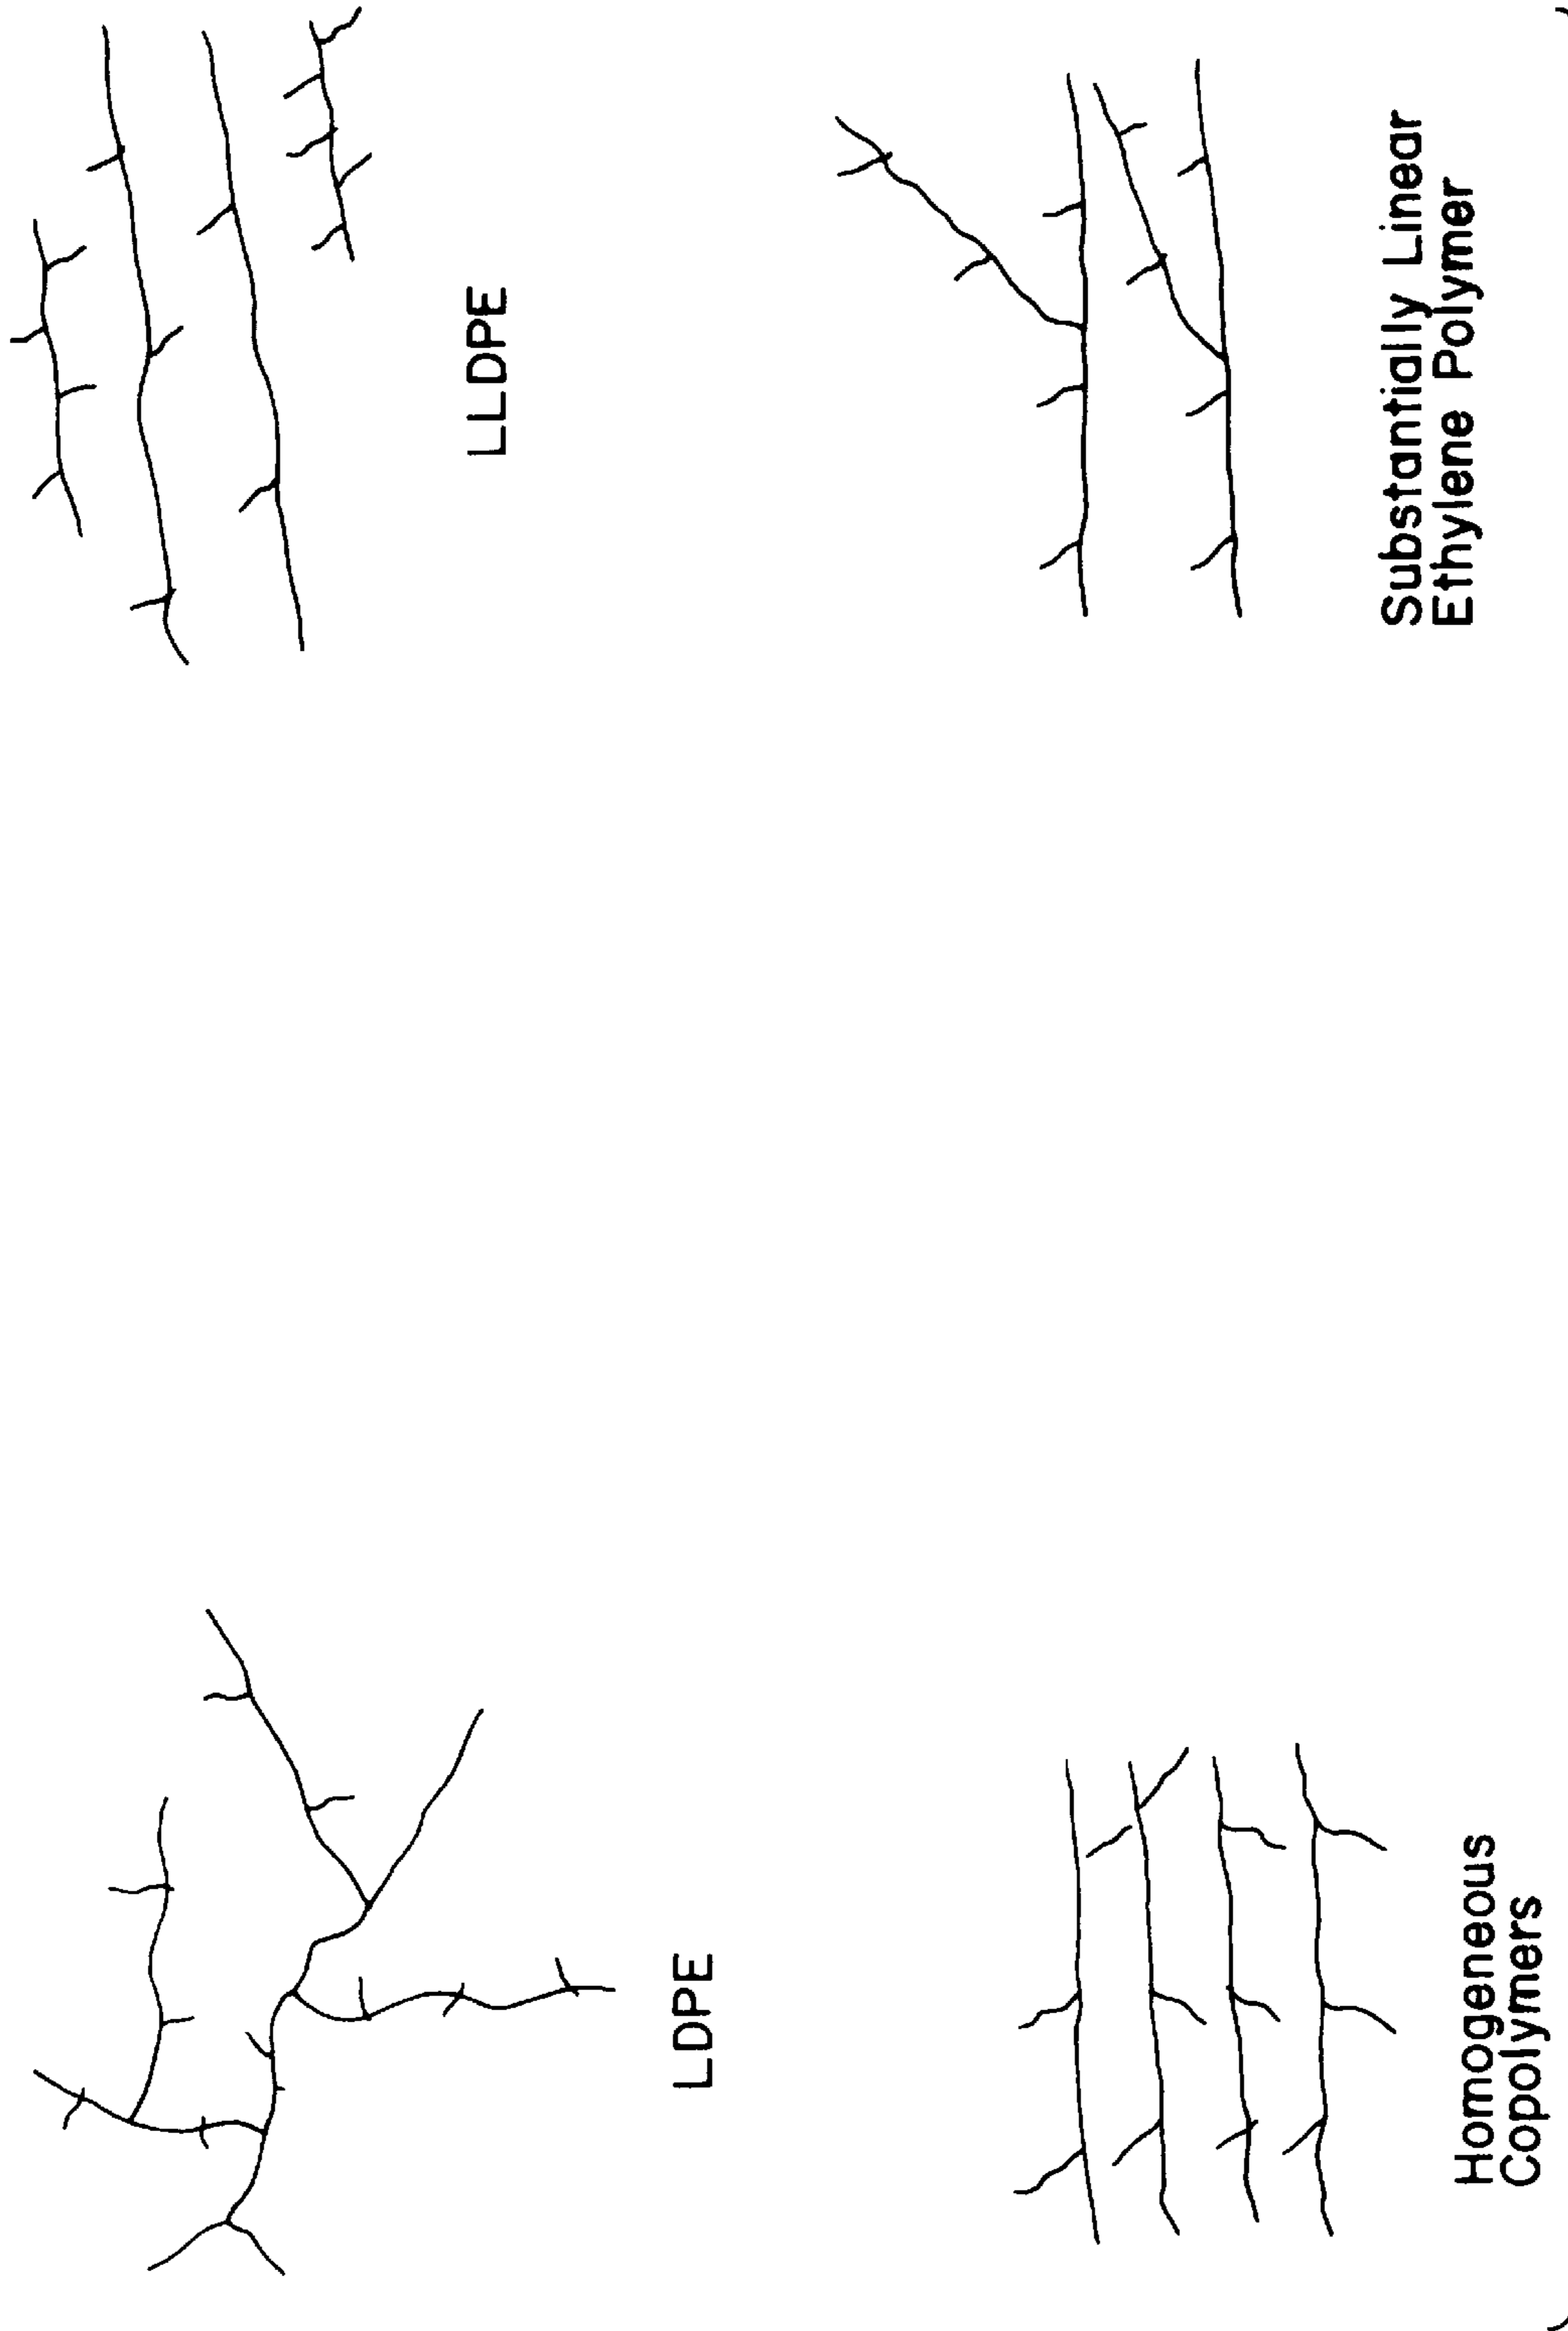 LDPE
LLDPE
Homogeneous
Copolymers
Substantially Linear
Ethylene Polymer